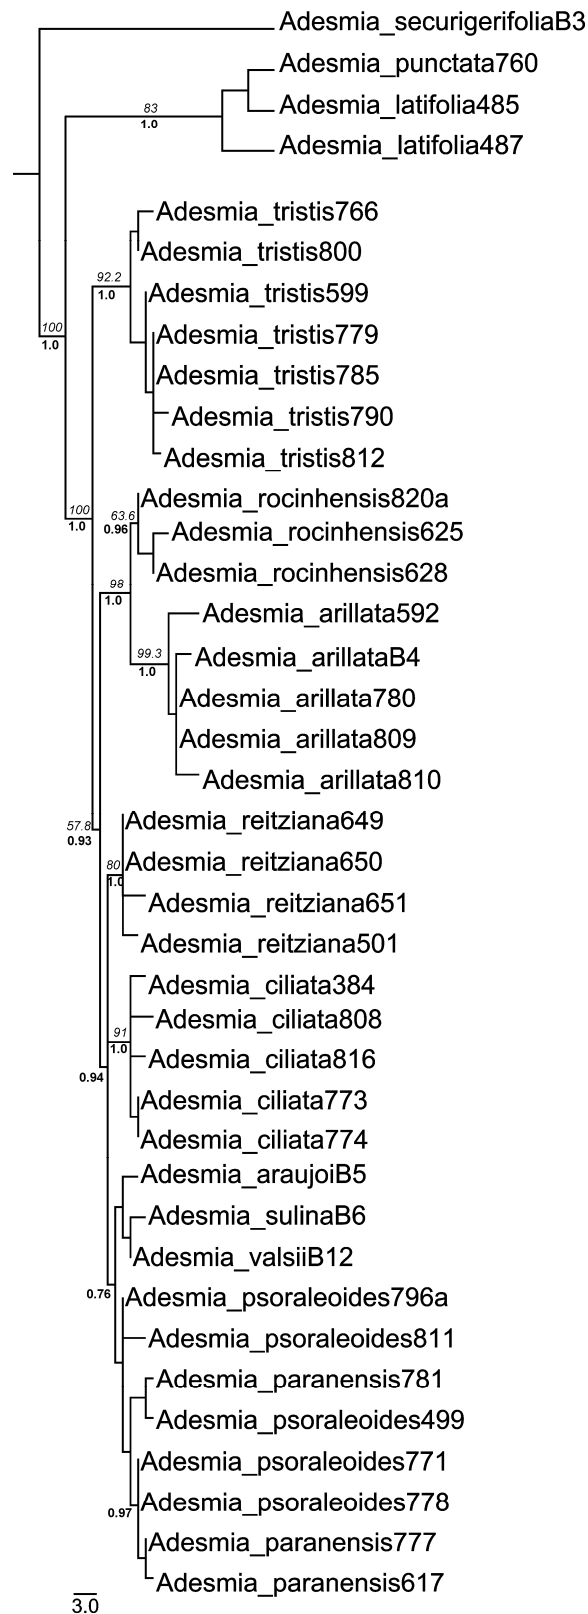 Adesmia_securigerifoliaB3
Adesmia_punctata760
83
1.0
Adesmia_latifolia485
Adesmia_latifolia487
Adesmia_tristis766
Adesmia_tristis800
92.2
1.0
Adesmia_tristis599
100
1.0
Adesmia_tristis779
Adesmia_tristis785
Adesmia_tristis790
Adesmia_tristis812
Adesmia_rocinhensis820a
100
1.0
63.6
0.96
Adesmia_rocinhensis625
Adesmia_rocinhensis628
98
1.0
Adesmia_arillata592
99.3
1.0
Adesmia_arillataB4
Adesmia_arillata780
Adesmia_arillata809
Adesmia_arillata810
Adesmia_reitziana649
57.8
0.93
Adesmia_reitziana650
80
1.0
Adesmia_reitziana651
Adesmia_reitziana501
Adesmia_ciliata384
Adesmia_ciliata808
91
1.0
Adesmia_ciliata816
0.94
Adesmia_ciliata773
Adesmia_ciliata774
Adesmia_araujoiB5
Adesmia_sulinaB6
Adesmia_valsiiB12
0.76
Adesmia_psoraleoides796a
Adesmia_psoraleoides811
Adesmia_paranensis781
Adesmia_psoraleoides499
Adesmia_psoraleoides771
Adesmia_psoraleoides778
0.97
Adesmia_paranensis777
Adesmia_paranensis617
3.0